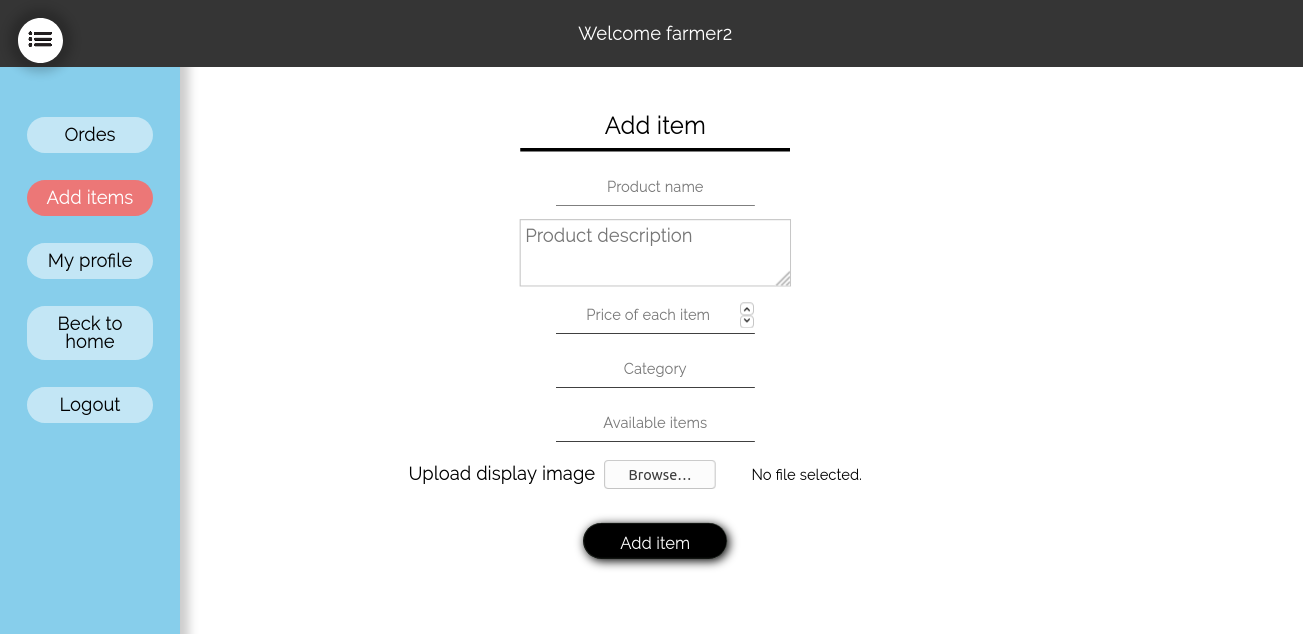 Welcome farmer2
Ordes
Add items
My profile
Beck to
home
Logout
Add item
Product name
Product description
Price of each item
Category
Available items
Upload display image Browse... No file selected.
Add item